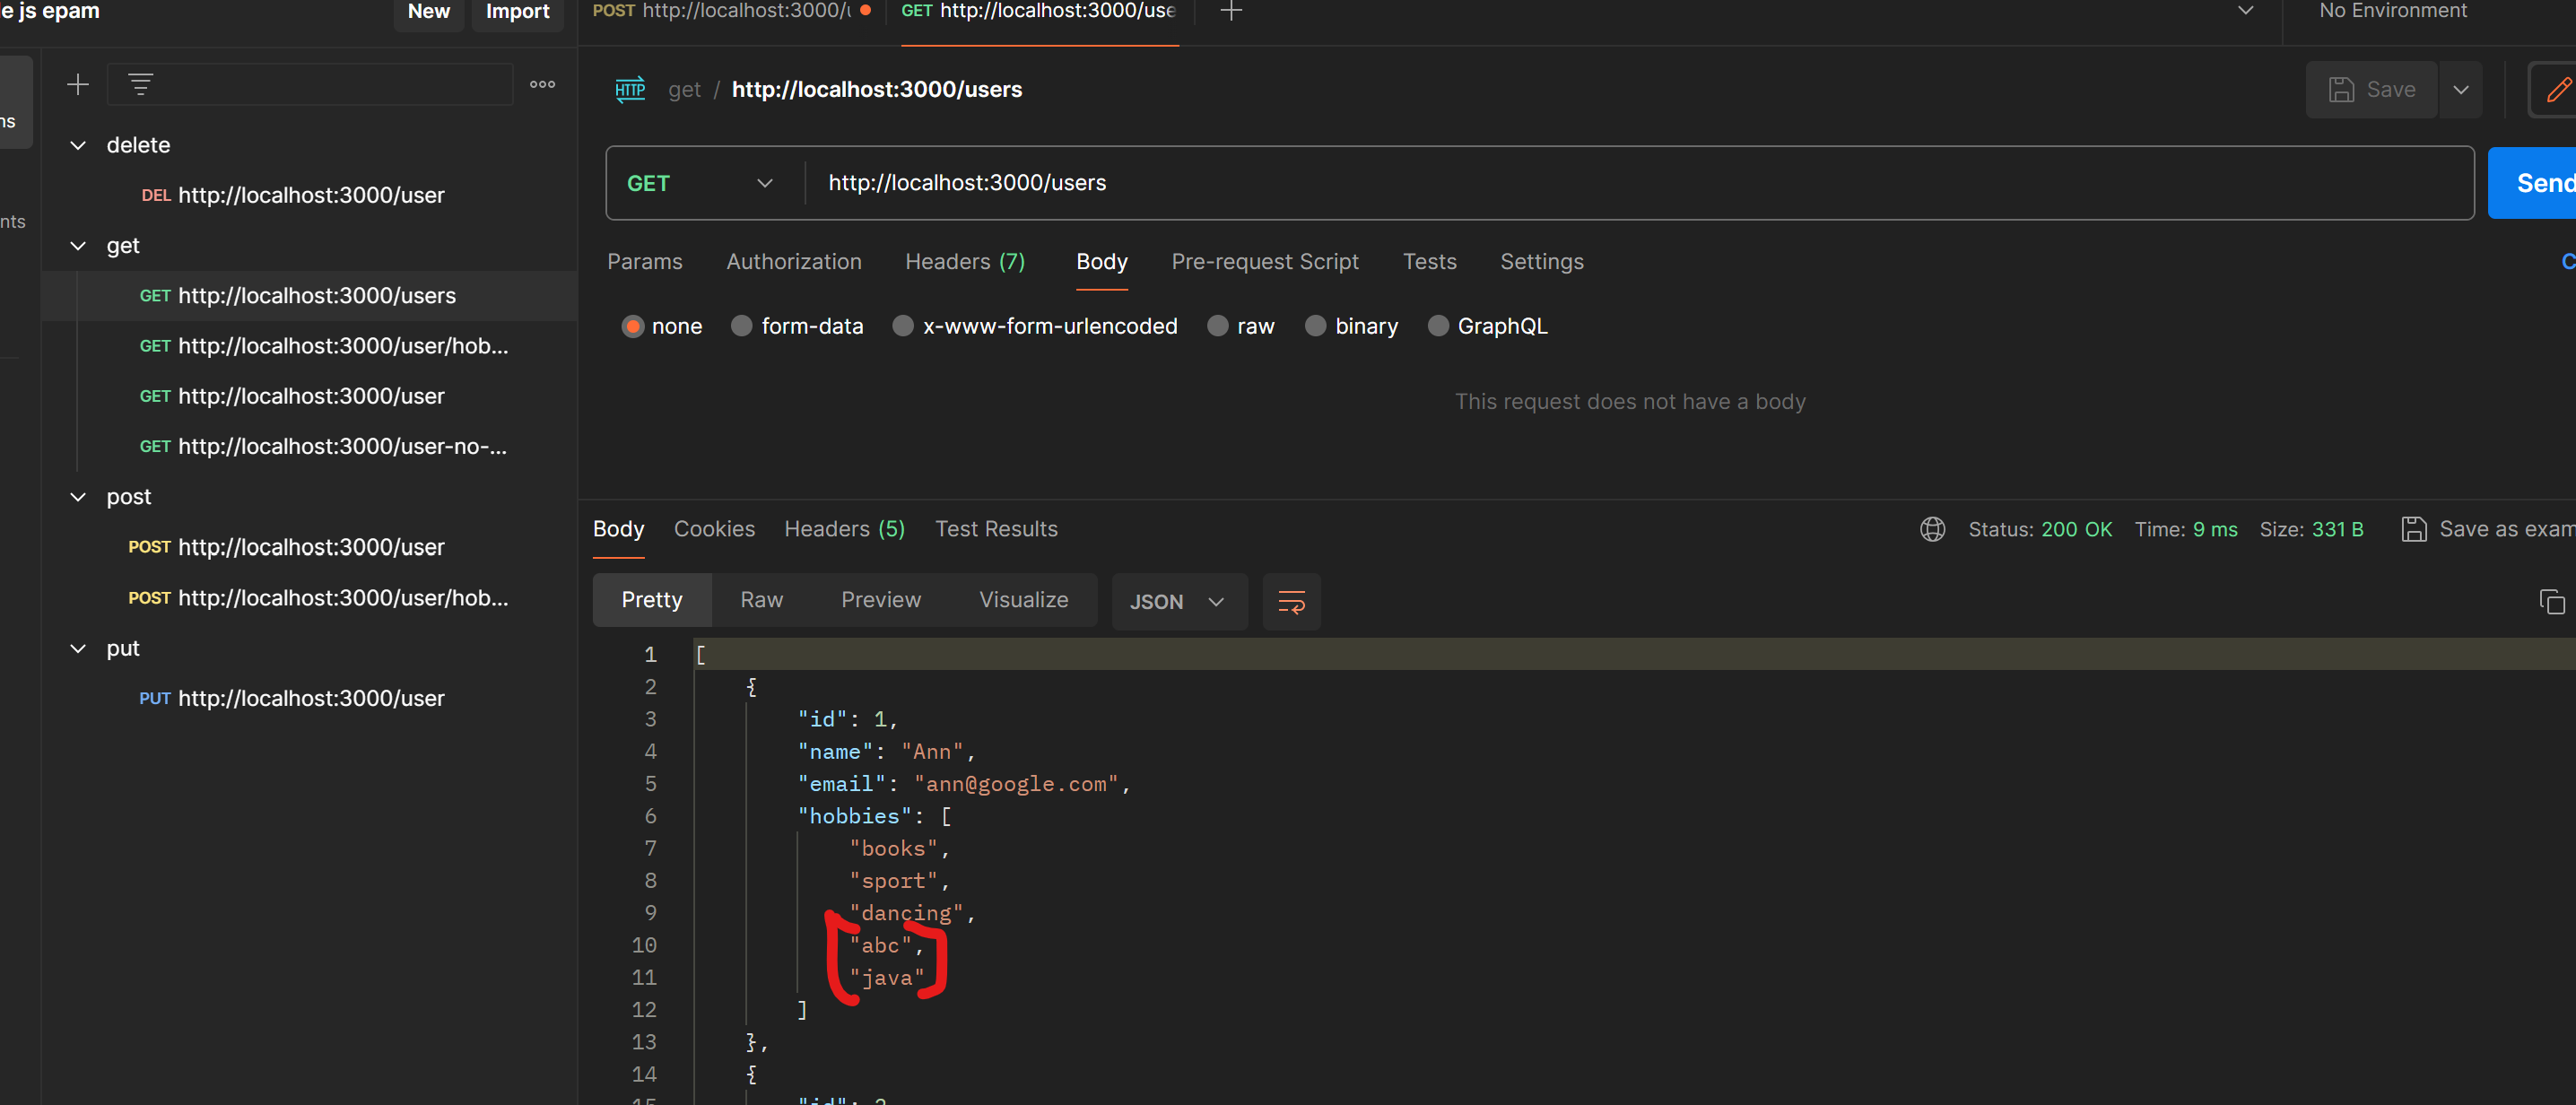 e js epam
New
Import
POST http://localhost:3000/
GET http://localhost:3000/use
No Environment
ns
nts
delete
DEL http://localhost:3000/user
get
GET http://localhost:3000/users
GET http://localhost:3000/user/hob...
GET http://localhost:3000/user
GET http://localhost:3000/user-no-...
post
POST http://localhost:3000/user
POST http://localhost:3000/user/hob...
put
PUT http://localhost:3000/user
HTTP get / http://localhost:3000/users
Save
GET http://localhost:3000/users
Send
Params Authorization Headers (7) Body Pre-request Script Tests Settings
C
none form-data x-www-form-urlencoded raw binary GraphQL
This request does not have a body
Body Cookies Headers (5) Test Results
Status: 200 OK Time: 9 ms Size: 331 B Save as exam
Pretty Raw Preview Visualize JSON
1 [
2 {
3 "id": 1,
4 "name": "Ann",
5 "email": "ann@google.com",
6 "hobbies": [
7 "books",
8 "sport",
9 "dancing",
10 "abc",
11 "java"
12 ]
13 },
14 {
15 "id": 2